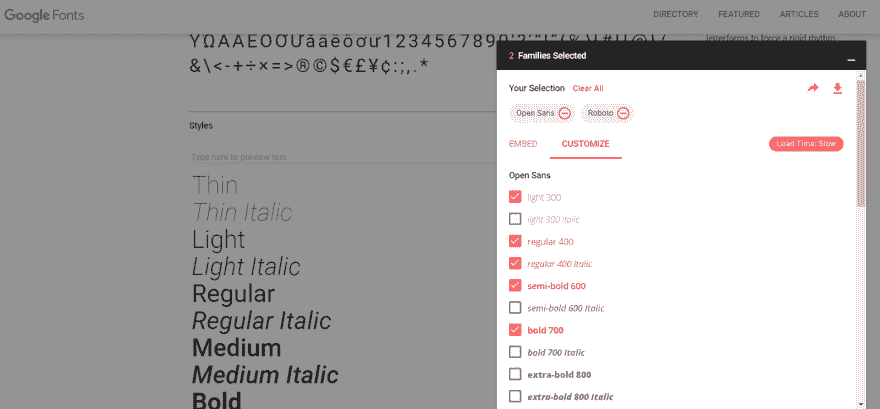 Google Fonts
DIRECTORY FEATURED ARTICLES ABOUT
letterforms to force a rigid rhythm
&\<-+÷×=>®©$€£¥¢:;,.*
Styles
Type here to preview text
Thin
Thin Italic
Light
Light Italic
Regular
Regular Italic
Medium
Medium Italic
Bold
2 Families Selected
Your Selection Clear All
Open Sans Roboto
EMBED CUSTOMIZE Load Time: Slow
Open Sans
light 300
light 300 Italic
regular 400
regular 400 Italic
semi-bold 600
semi-bold 600 Italic
bold 700
bold 700 Italic
extra-bold 800
extra-bold 800 Italic